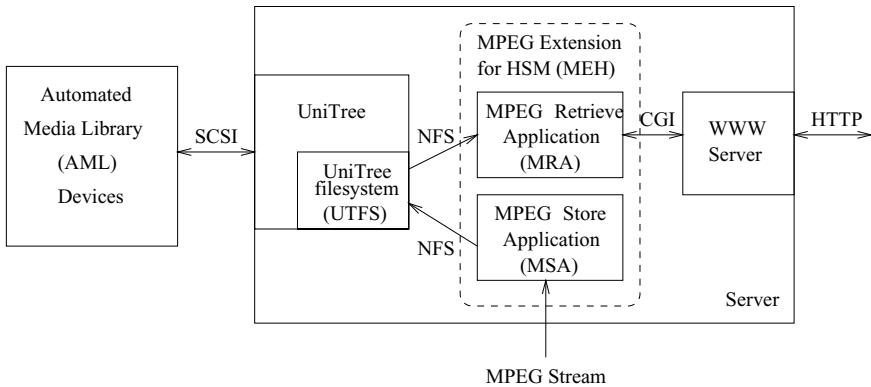 Automated
Media Library
(AML)
Devices
SCSI
UniTree
UniTree
filesystem
(UTFS)
NFS
NFS
MPEG Extension
for HSM (MEH)
MPEG Retrieve
Application
(MRA)
MPEG Store
Application
(MSA)
CGI
WWW
Server
HTTP
Server
MPEG Stream